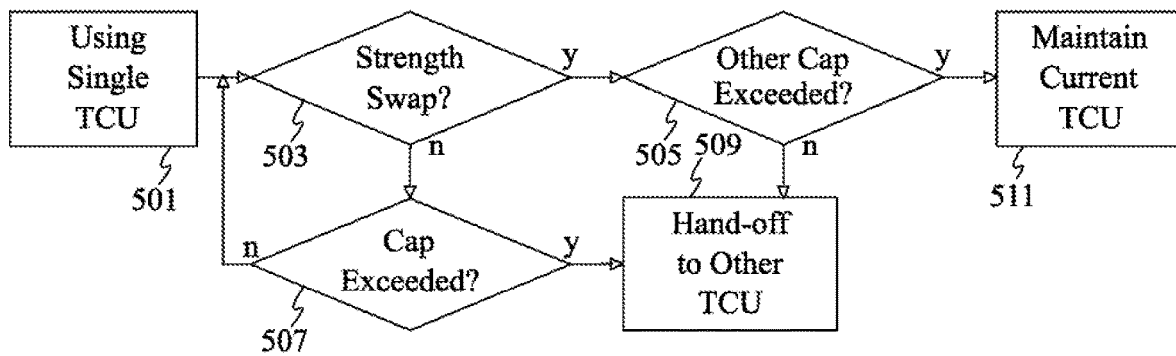 Using
Single
TCU
501
Strength
Swap?
y
n
503
Other Cap
Exceeded?
y
n
505
509
Maintain
Current
TCU
511
Cap
Exceeded?
n
y
507
Hand-off
to Other
TCU